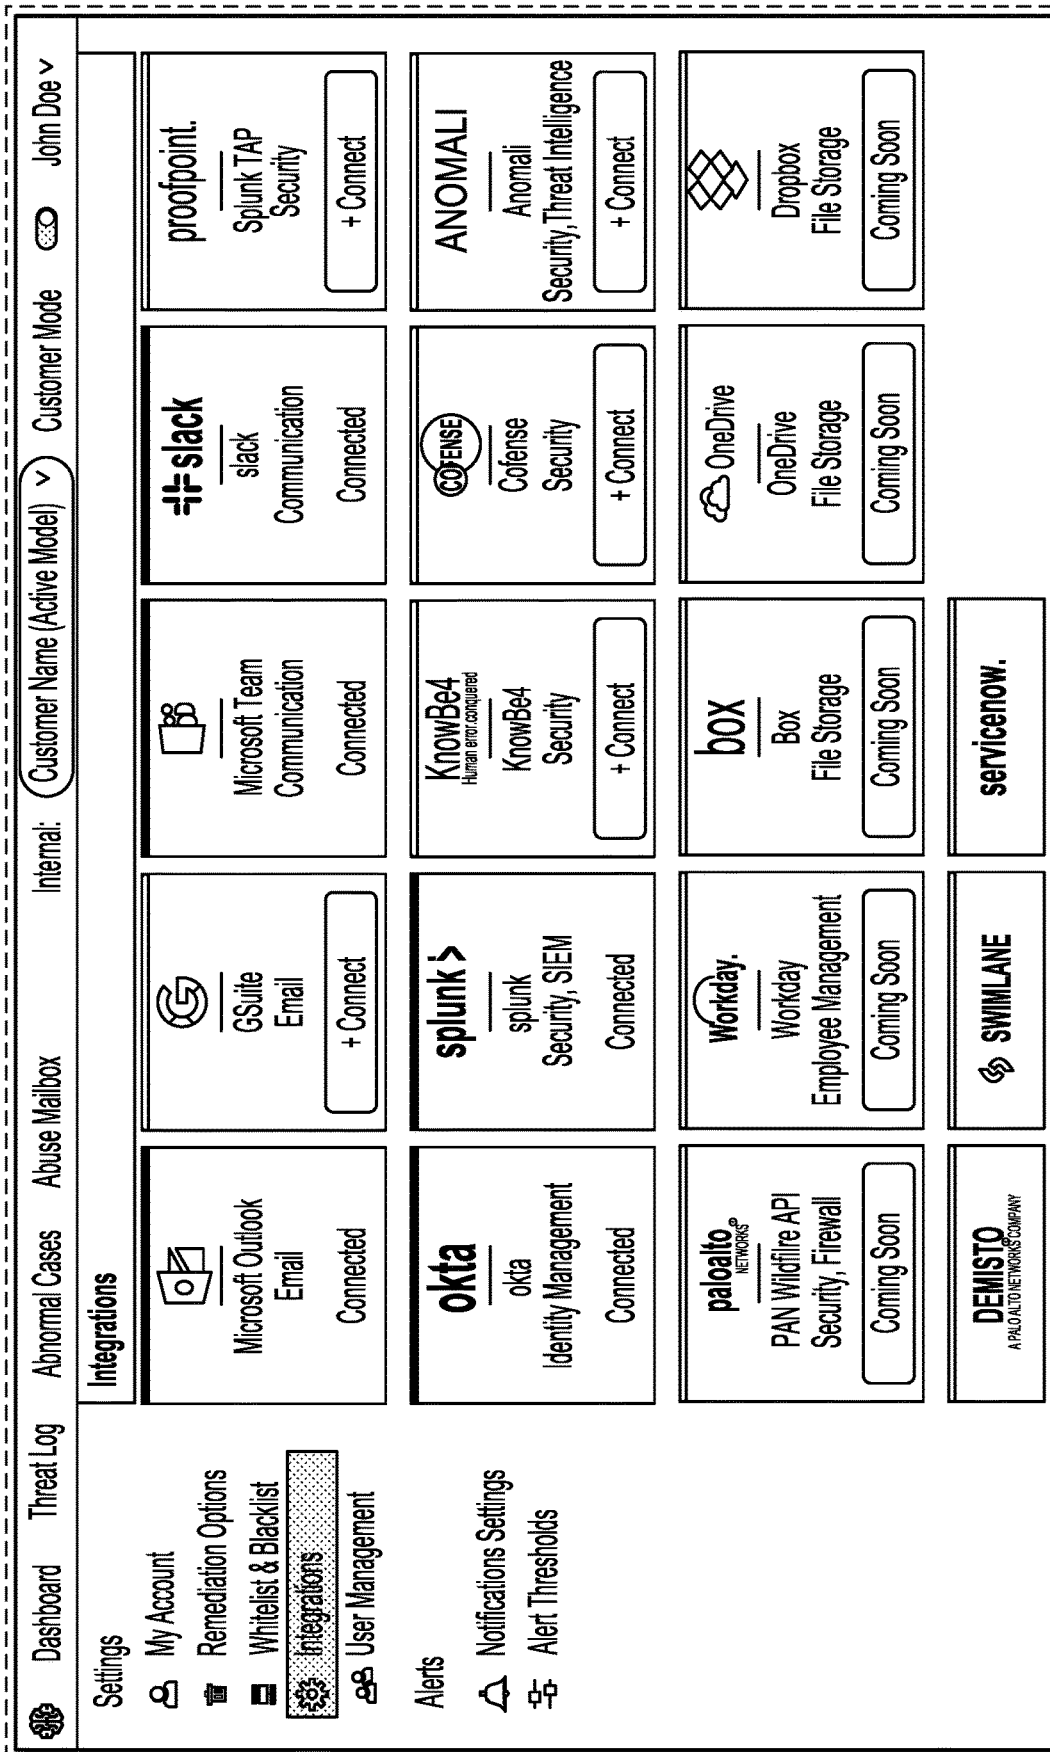 Dashboard
Threat Log
Abnormal Cases
Abuse Mailbox
Internal:
Customer Name (Active Model)
Customer Mode
John Doe
Settings
My Account
Remediation Options
Whitelist & Blacklist
Integrations
User Management
Alerts
Notifications Settings
Alert Thresholds
Integrations
Microsoft Outlook
Email
Connected
G
GSuite
Email
+ Connect
Microsoft Team
Communication
Connected
slack
slack
Communication
Connected
proofpoint.
Splunk TAP
Security
+ Connect
okta
okta
Identity Management
Connected
splunk>
splunk
Security, SIEM
Connected
KnowBe4
Human error.conquered
KnowBe4
Security
+ Connect
COFENSE
Cofense
Security
+ Connect
ANOMALI
Anomali
Security,Threat Intelligence
+ Connect
paloalto®
NETWORKS
PAN Wildfire API
Security, Firewall
Coming Soon
Workday.
Workday
Employee Management
Coming Soon
box
Box
File Storage
Coming Soon
OneDrive
OneDrive
File Storage
Coming Soon
Dropbox
File Storage
Coming Soon
DEMISTO
A PALO ALTO NETWORKS® COMPANY
SWIMLANE
servicenow.